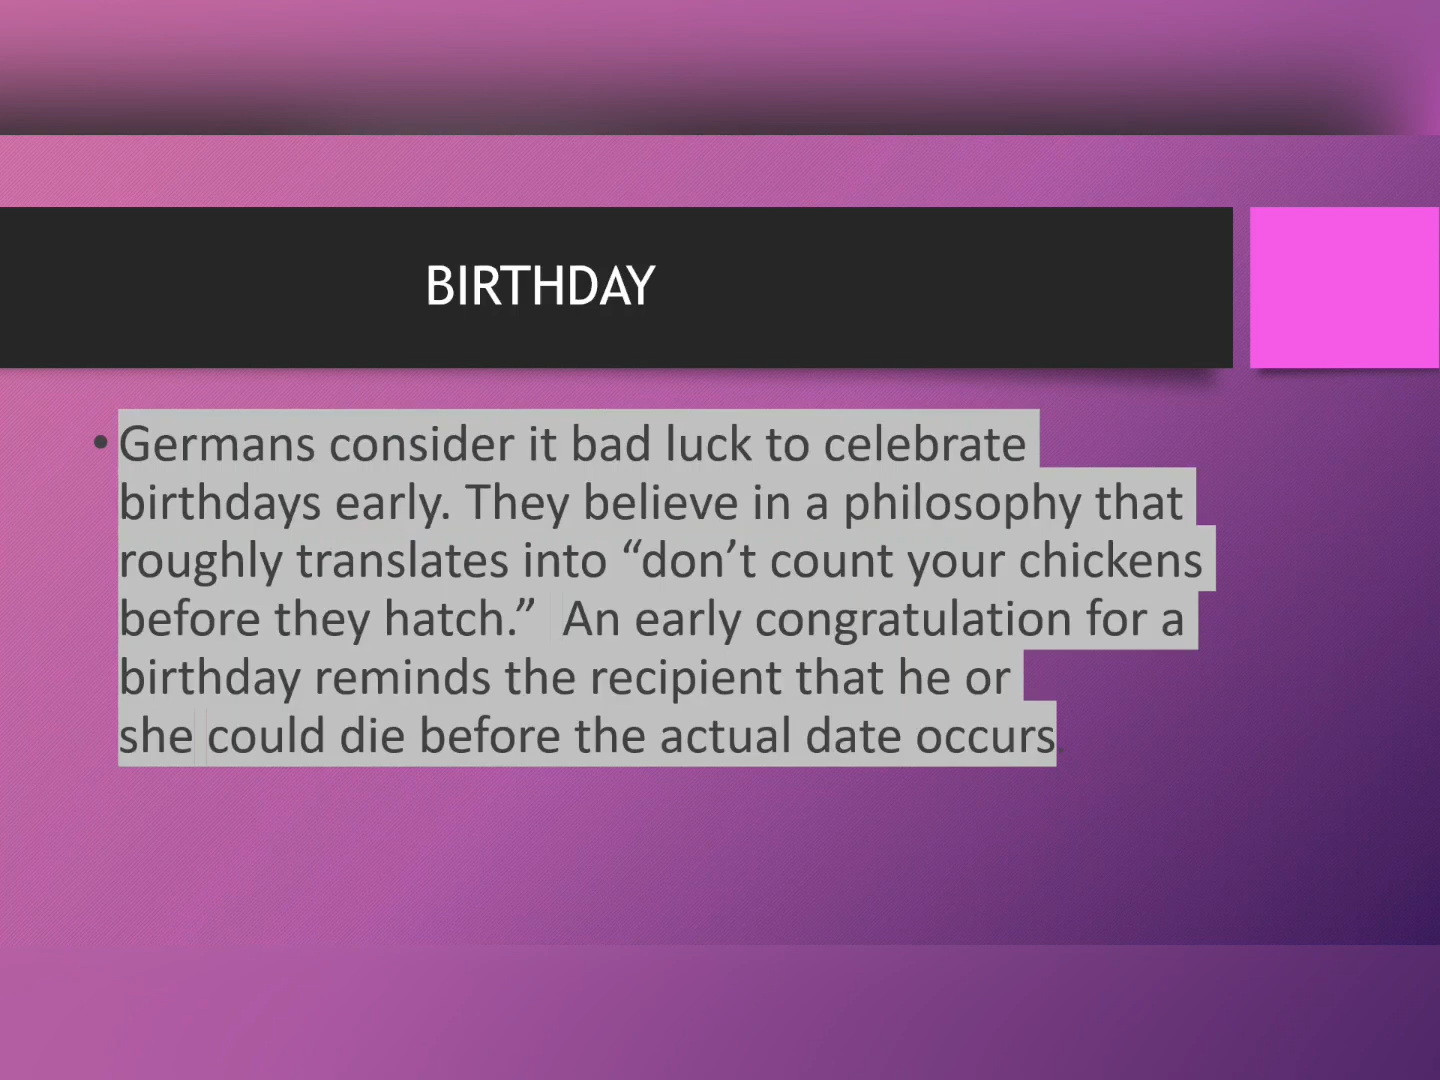 BIRTHDAY
• Germans consider it bad luck to celebrate
birthdays early. They believe in a philosophy that
roughly translates into “don’t count your chickens
before they hatch.” An early congratulation for a
birthday reminds the recipient that he or
she could die before the actual date occurs.